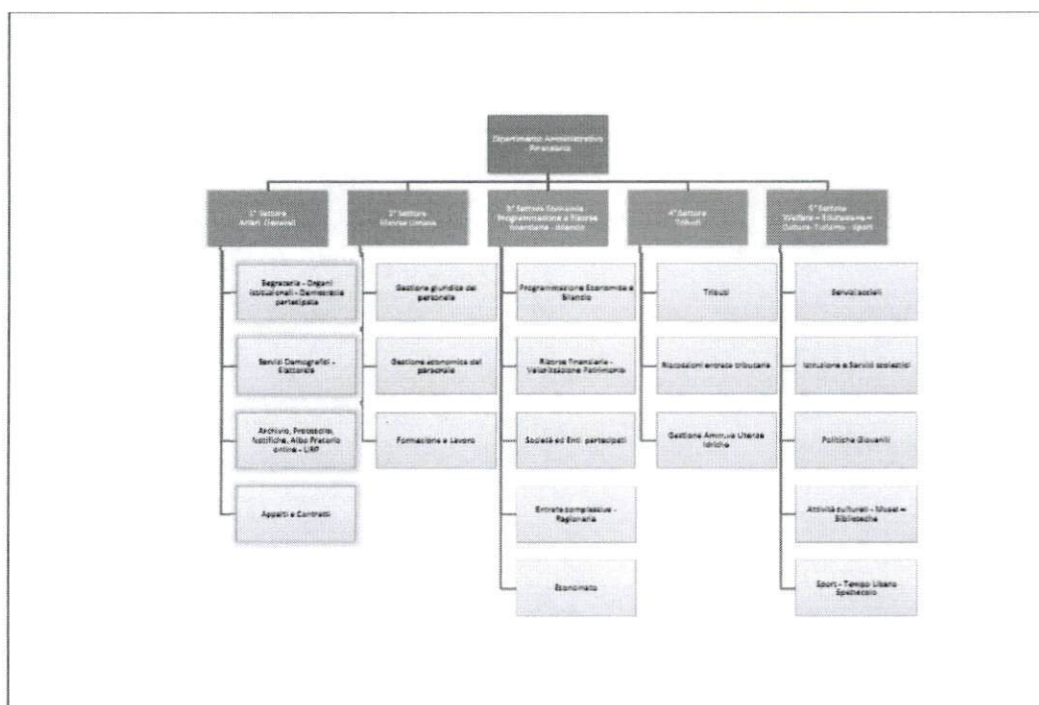 Dipartimento Amministrativo
- Finanziario
1° Settore
Affari Generali
2° Settore
Risorse Umane
3° Settore Economia
Programmazione e Risorse
finanziarie - Bilancio
4° Settore
Tributi
5° Settore
Welfare – Educazione –
Cultura- Turismo - Sport
Segreteria - Organi
Istituzionali - Democrazia
partecipata
Servizi Demografici -
Elettorale
Archivio, Protocollo,
Notifiche, Albo Pretorio
online - URP
Appalti e Contratti
Gestione giuridica del
personale
Gestione economica del
personale
Formazione e Lavoro
Programmazione Economica e
Bilancio
Risorse finanziarie -
Valorizzazione Patrimonio
Società ed Enti partecipati
Entrate complessive -
Ragioneria
Economato
Tributi
Riscossioni entrate tributarie
Gestione Amm.va Utenze
Idriche
Servizi sociali
Istruzione e Servizi scolastici
Politiche Giovanili
Attività culturali - Musei –
Biblioteche
Sport - Tempo Libero
Spettacolo